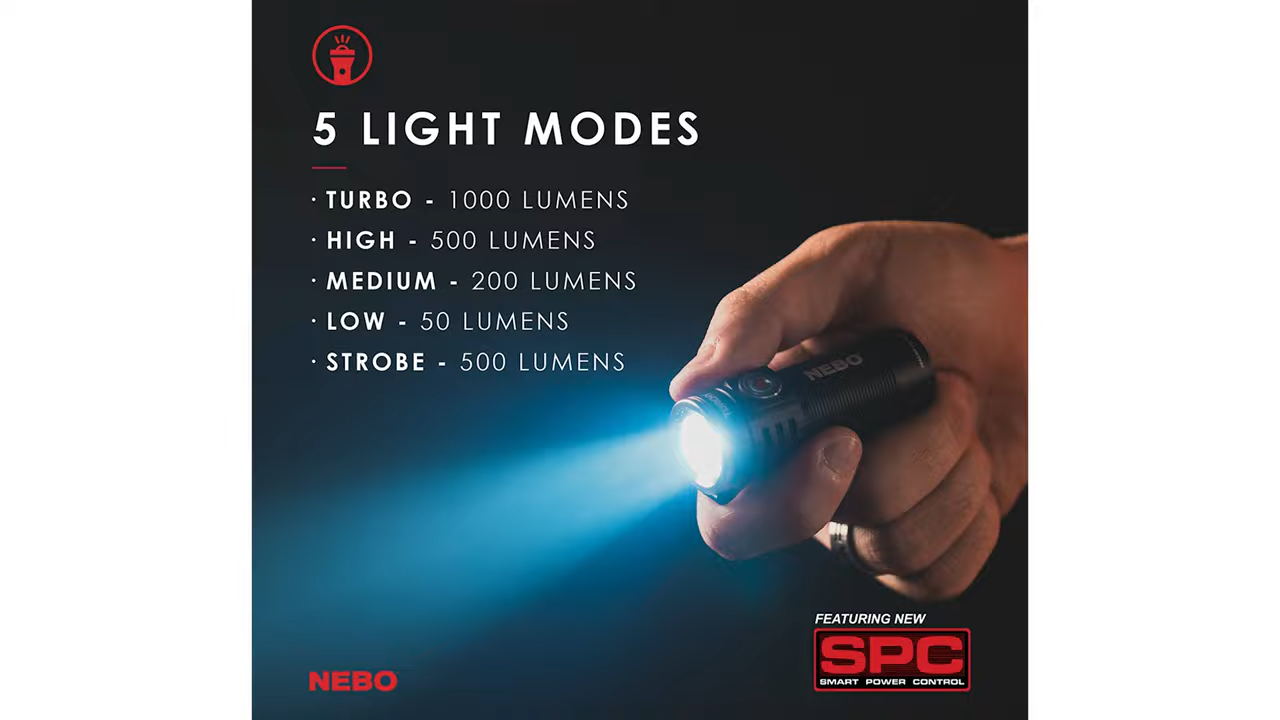 5 LIGHT MODES
· TURBO - 1000 LUMENS
· HIGH - 500 LUMENS
· MEDIUM - 200 LUMENS
· LOW - 50 LUMENS
· STROBE - 500 LUMENS
NEBO
FEATURING NEW
SPC
SMART POWER CONTROL
NEBO